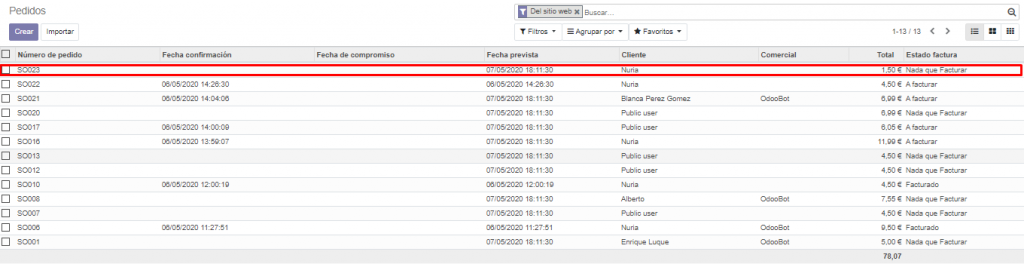 Pedidos
Del sitio web × Buscar...
Crear Importar Filtros Agrupar por Favoritos 1-13 / 13
Número de pedido Fecha confirmación Fecha de compromiso Fecha prevista Cliente Comercial Total Estado factura
SO023 07/05/2020 18:11:30 Nuria 1,50 € Nada que Facturar
SO022 06/05/2020 14:26:30 06/05/2020 14:26:30 Nuria 4,50 € A facturar
SO021 06/05/2020 14:04:06 07/05/2020 18:11:30 Blanca Perez Gomez OdooBot 6,99 € A facturar
SO020 07/05/2020 18:11:30 Public user 6,99 € Nada que Facturar
SO017 06/05/2020 14:00:09 07/05/2020 18:11:30 Public user 6,05 € A facturar
SO016 06/05/2020 13:59:07 07/05/2020 18:11:30 Nuria 11,99 € A facturar
SO013 07/05/2020 18:11:30 Public user 4,50 € Nada que Facturar
SO012 07/05/2020 18:11:30 Public user 4,50 € Nada que Facturar
SO010 06/05/2020 12:00:19 06/05/2020 12:00:19 Nuria 4,50 € Facturado
SO008 07/05/2020 18:11:30 Alberto OdooBot 7,55 € Nada que Facturar
SO007 07/05/2020 18:11:30 Public user 4,50 € Nada que Facturar
SO006 06/05/2020 11:27:51 06/05/2020 11:27:51 Nuria OdooBot 9,50 € Facturado
SO001 07/05/2020 18:11:30 Enrique Luque OdooBot 5,00 € Nada que Facturar
78,07